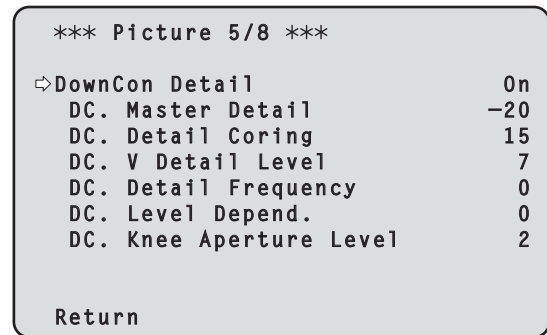 *** Picture 5/8 ***
⇨DownCon Detail On
DC. Master Detail −20
DC. Detail Coring 15
DC. V Detail Level 7
DC. Detail Frequency 0
DC. Level Depend. 0
DC. Knee Aperture Level 2
Return